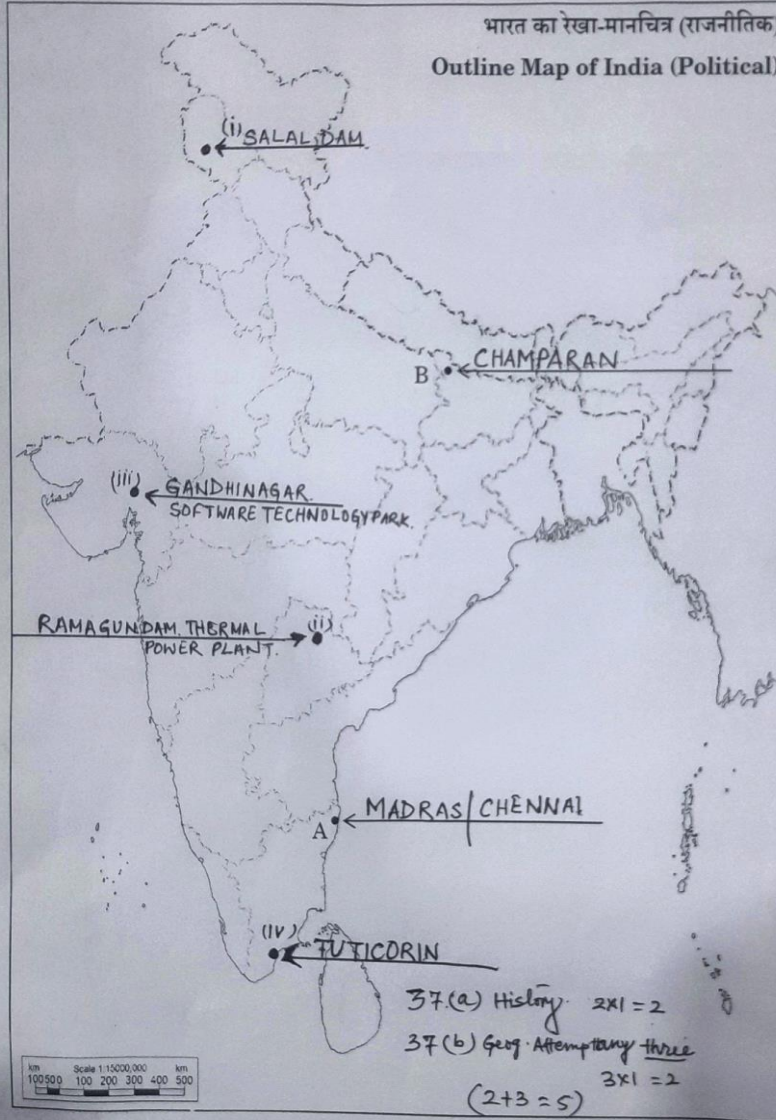 भारत का रेखा-मानचित्र (राजनीतिक)
Outline Map of India (Political)
(i) SALAL DAM
B CHAMPARAN
(iii) GANDHINAGAR
SOFTWARE TECHNOLOGY PARK.
RAMAGUNDAM. THERMAL (ii)
POWER PLANT.
A MADRAS/CHENNAI
(iv)
TUTICORIN
37.(a) History. 2x1 = 2
37(b) Geog. Attempt any three
3x1 = 2
(2+3 = 5)
km Scale 1:15000,000 km
100 50 0 100 200 300 400 500